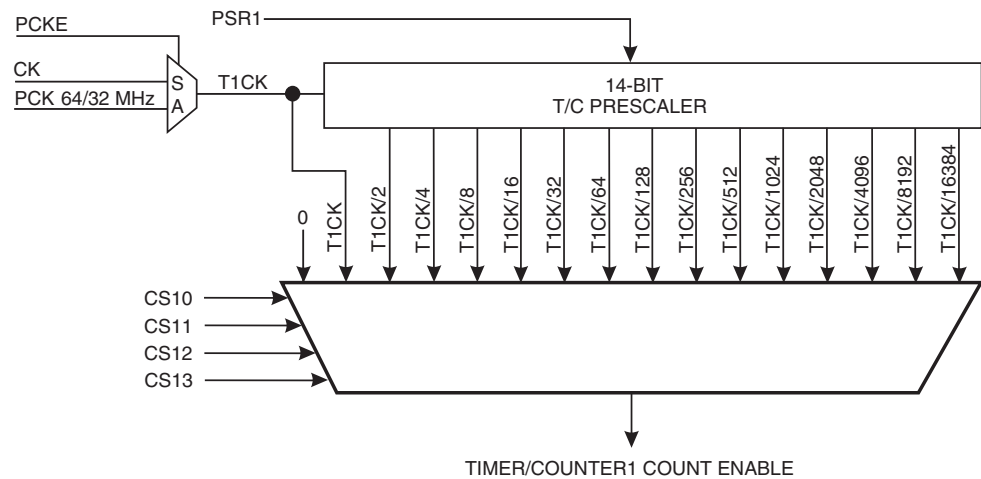 PSR1
PCKE
CK
PCK 64/32 MHz
S
A
T1CK
14-BIT
T/C PRESCALER
0
T1CK
T1CK/2
T1CK/4
T1CK/8
T1CK/16
T1CK/32
T1CK/64
T1CK/128
T1CK/256
T1CK/512
T1CK/1024
T1CK/2048
T1CK/4096
T1CK/8192
T1CK/16384
CS10
CS11
CS12
CS13
TIMER/COUNTER1 COUNT ENABLE